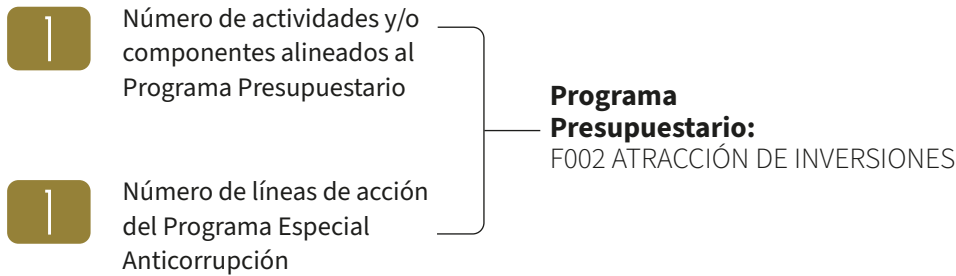 1
Número de actividades y/o
componentes alineados al
Programa Presupuestario
Programa
Presupuestario:
F002 ATRACCIÓN DE INVERSIONES
1
Número de líneas de acción
del Programa Especial
Anticorrupción